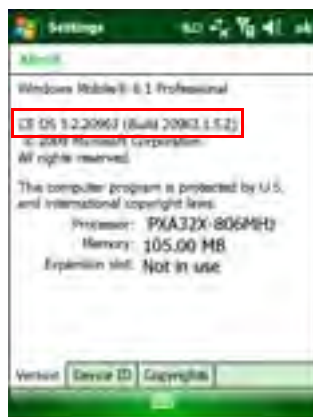 Settings
ok
About
Windows Mobile® 6.1 Professional
CE OS 5.2.20963 (Build 20963.1.5.2)
© 2009 Microsoft Corporation.
All rights reserved.
This computer program is protected by U.S.
and international copyright laws.
Processor: PXA32X-806MHz
Memory: 105.00 MB
Expansion slot: Not in use
Version Device ID Copyrights